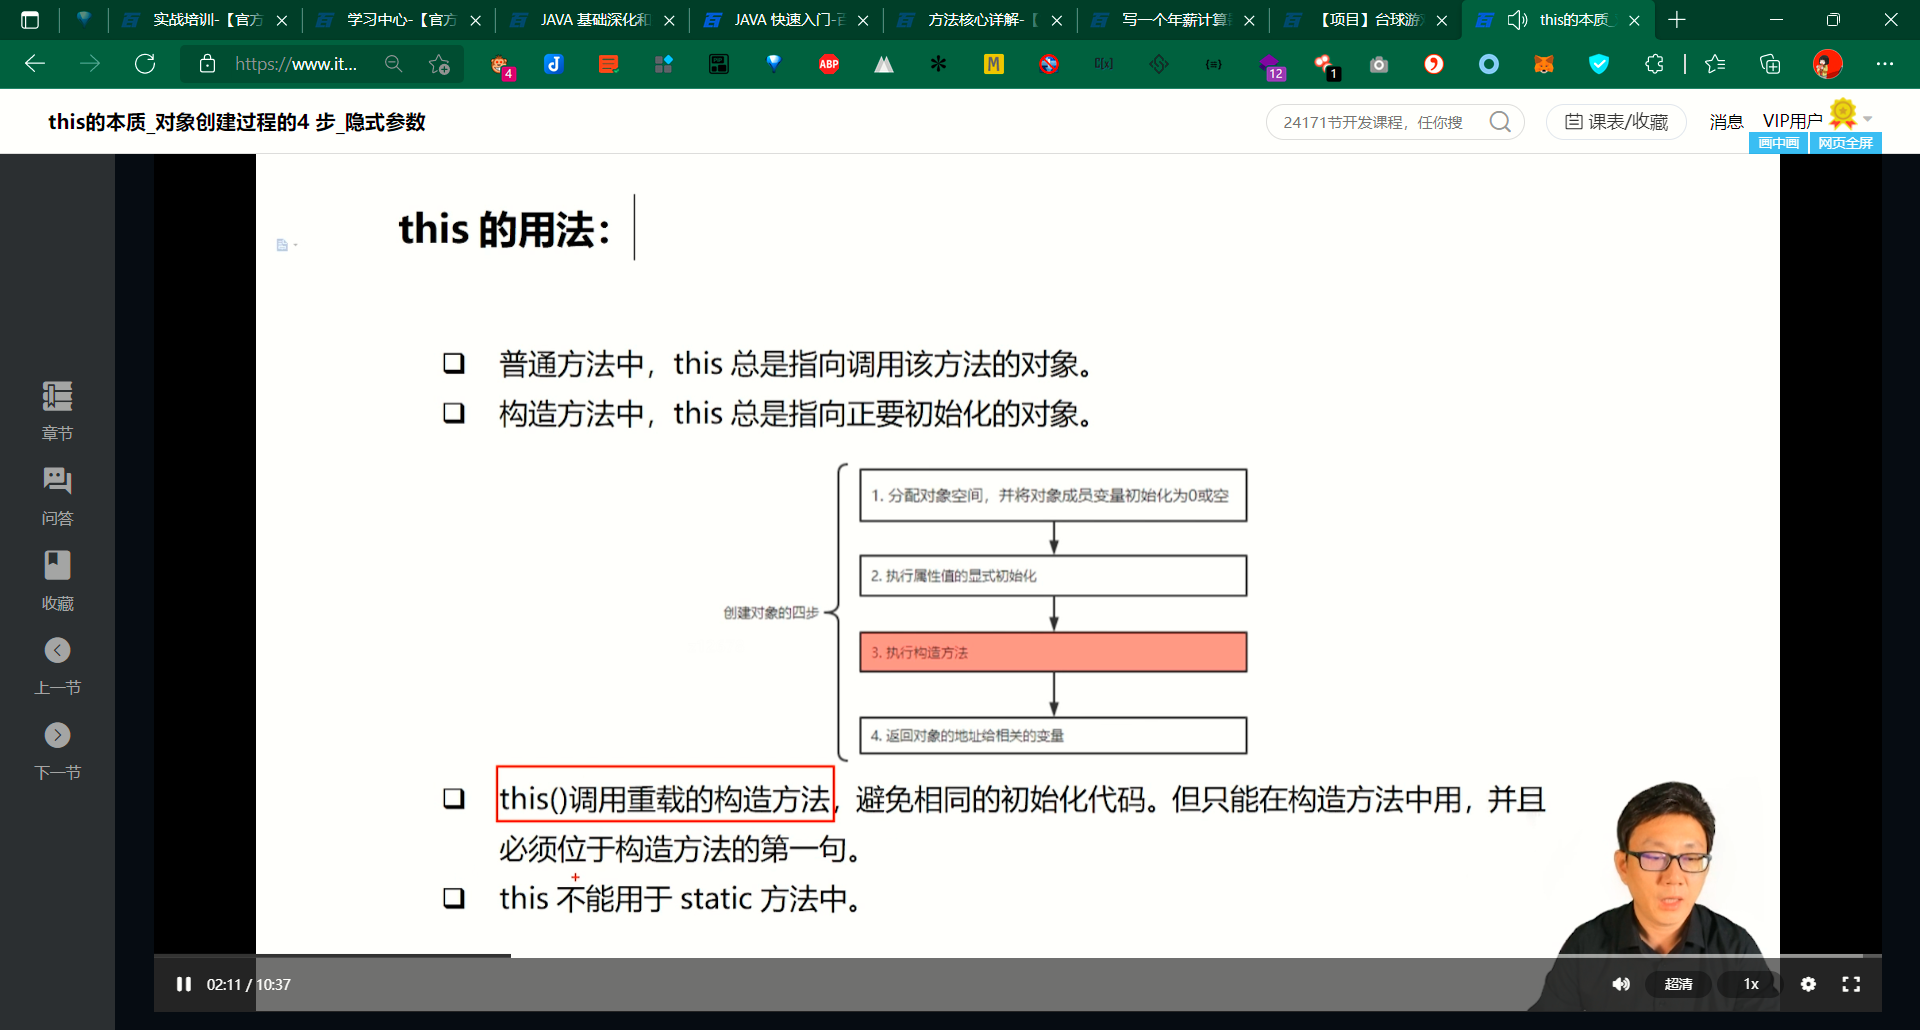 实战培训-【官方
学习中心-【官方
JAVA 基础深化和
JAVA 快速入门-百
方法核心详解-【
写一个年薪计算
【项目】台球游
this的本质_
https://www.it...
4
ABP
12
1
this的本质_对象创建过程的4 步_隐式参数
24171节开发课程，任你搜
课表/收藏
消息
VIP用户
画中画
网页全屏
this 的用法：
章节
问答
收藏
上一节
下一节
普通方法中，this 总是指向调用该方法的对象。
构造方法中，this 总是指向正要初始化的对象。
创建对象的四步
1. 分配对象空间，并将对象成员变量初始化为0或空
2. 执行属性值的显式初始化
3. 执行构造方法
4. 返回对象的地址给相关的变量
this()调用重载的构造方法，避免相同的初始化代码。但只能在构造方法中用，并且
必须位于构造方法的第一句。
this 不能用于 static 方法中。
02:11 / 10:37
超清
1x